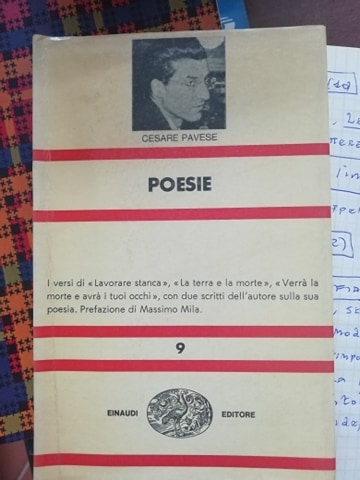 CESARE PAVESE
POESIE
I versi di «Lavorare stanca», «La terra e la morte», «Verrà la
morte e avrà i tuoi occhi», con due scritti dell'autore sulla sua
poesia. Prefazione di Massimo Mila.
9
EINAUDI EDITORE